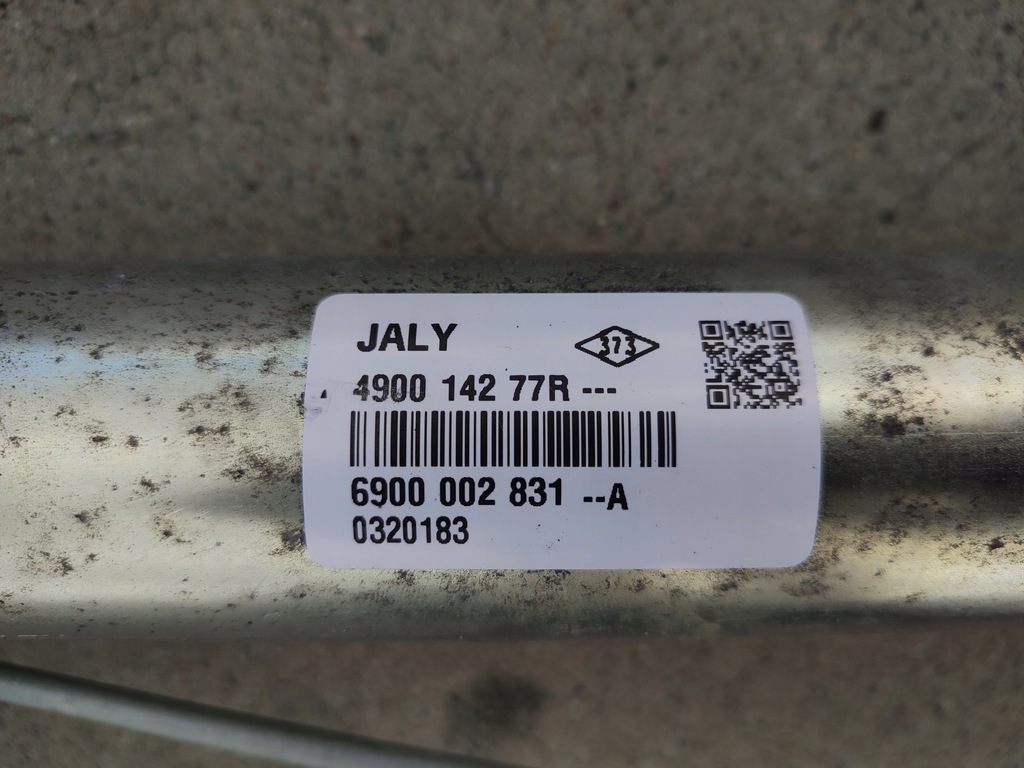 JALY
373
4900 142 77R ---
6900 002 831 --A
0320183